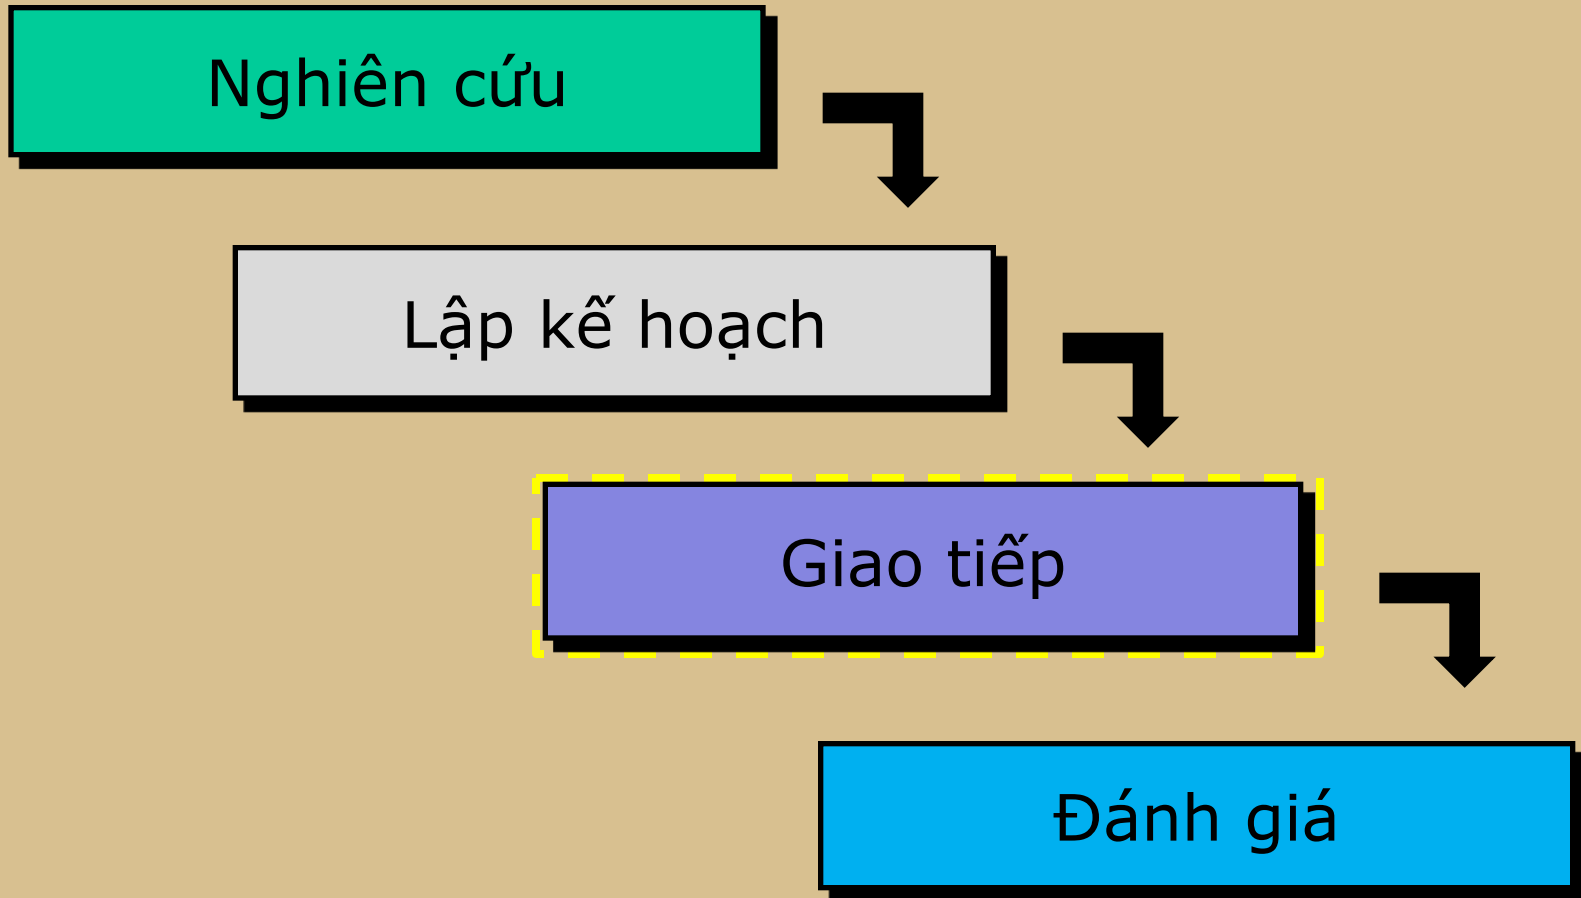 Nghiên cứu
Lập kế hoạch
Giao tiếp
Đánh giá